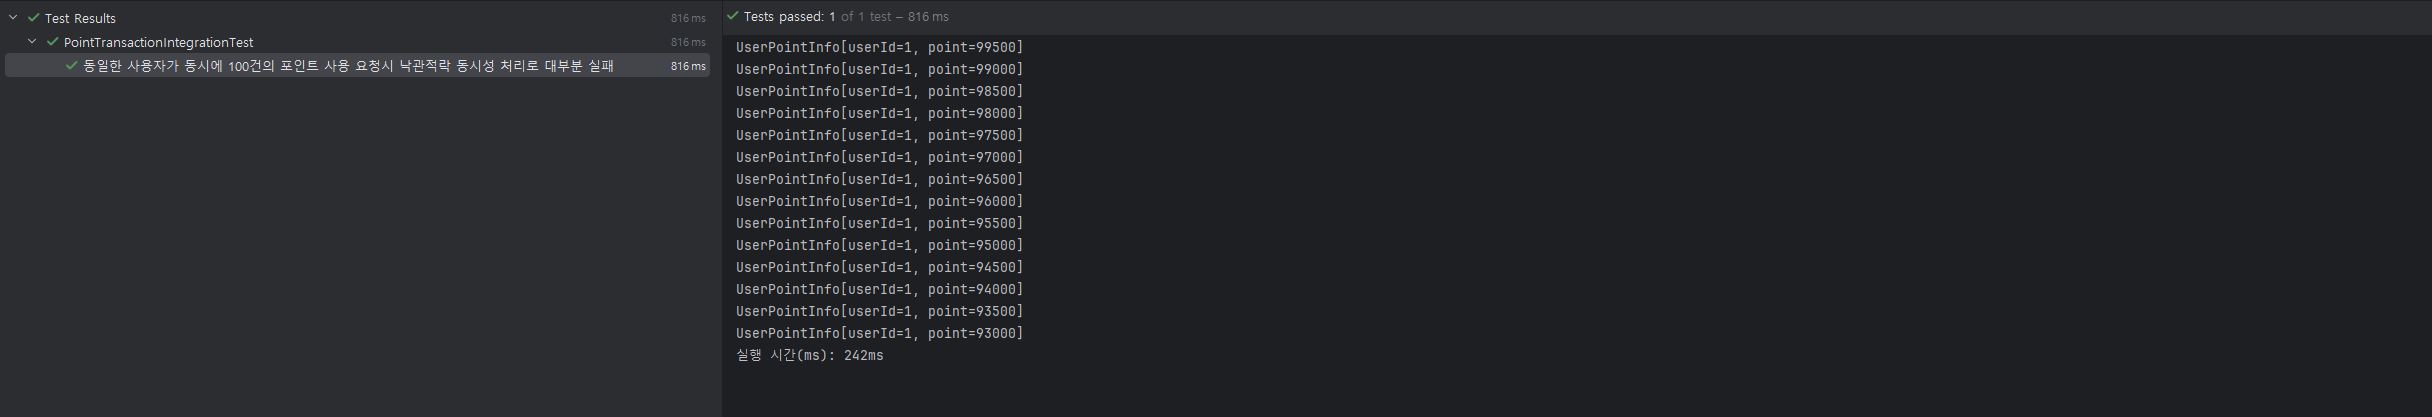 Test Results 816 ms
PointTransactionIntegrationTest 816 ms
동일한 사용자가 동시에 100건의 포인트 사용 요청시 낙관적락 동시성 처리로 대부분 실패 816 ms
Tests passed: 1 of 1 test – 816 ms
UserPointInfo[userId=1, point=99500]
UserPointInfo[userId=1, point=99000]
UserPointInfo[userId=1, point=98500]
UserPointInfo[userId=1, point=98000]
UserPointInfo[userId=1, point=97500]
UserPointInfo[userId=1, point=97000]
UserPointInfo[userId=1, point=96500]
UserPointInfo[userId=1, point=96000]
UserPointInfo[userId=1, point=95500]
UserPointInfo[userId=1, point=95000]
UserPointInfo[userId=1, point=94500]
UserPointInfo[userId=1, point=94000]
UserPointInfo[userId=1, point=93500]
UserPointInfo[userId=1, point=93000]
실행 시간(ms): 242ms